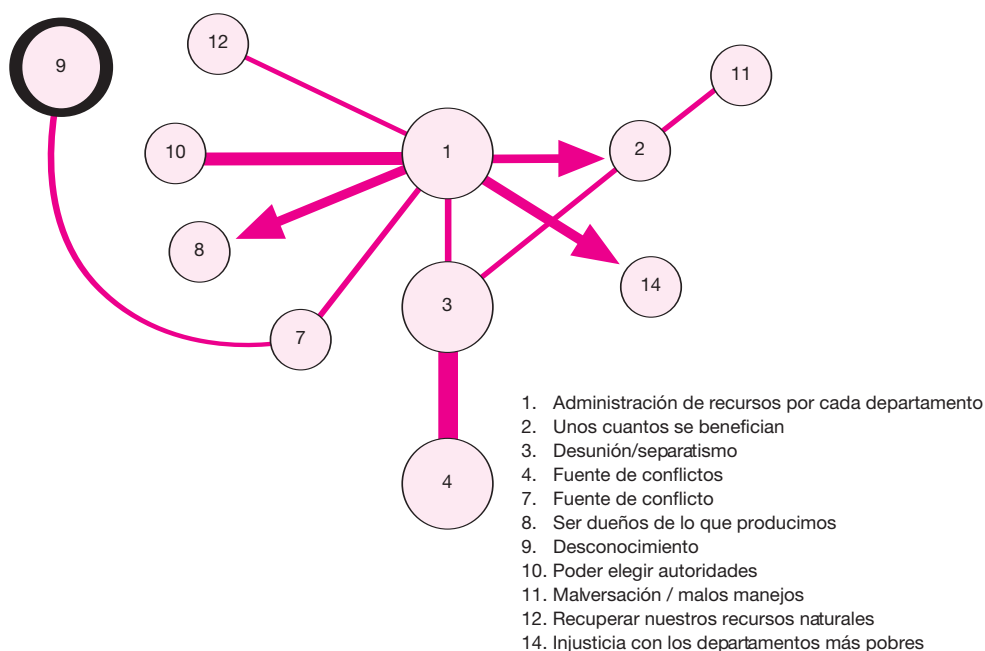 9
12
11
10
1
2
8
14
3
7
4
1. Administración de recursos por cada departamento
2. Unos cuantos se benefician
3. Desunión/separatismo
4. Fuente de conflictos
7. Fuente de conflicto
8. Ser dueños de lo que producimos
9. Desconocimiento
10. Poder elegir autoridades
11. Malversación / malos manejos
12. Recuperar nuestros recursos naturales
14. Injusticia con los departamentos más pobres